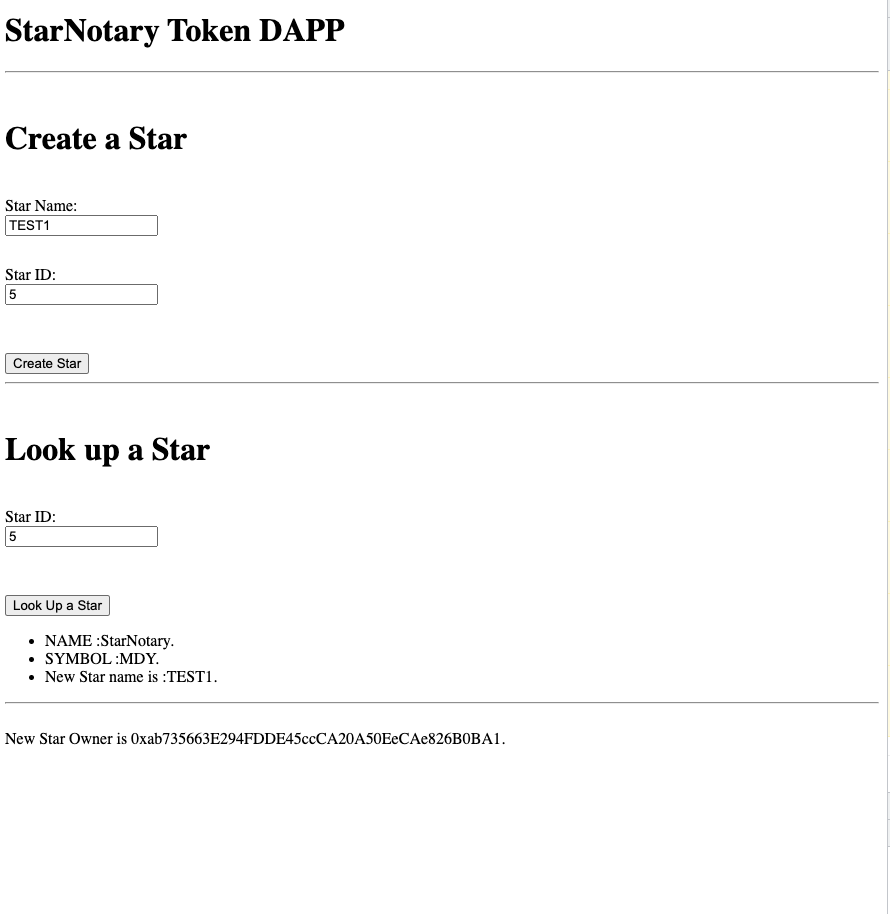 StarNotary Token DAPP
Create a Star
Star Name:
TEST1
Star ID:
5
Create Star
Look up a Star
Star ID:
5
Look Up a Star
NAME :StarNotary.
SYMBOL :MDY.
New Star name is :TEST1.
New Star Owner is 0xab735663E294FDDE45ccCA20A50EeCAe826B0BA1.